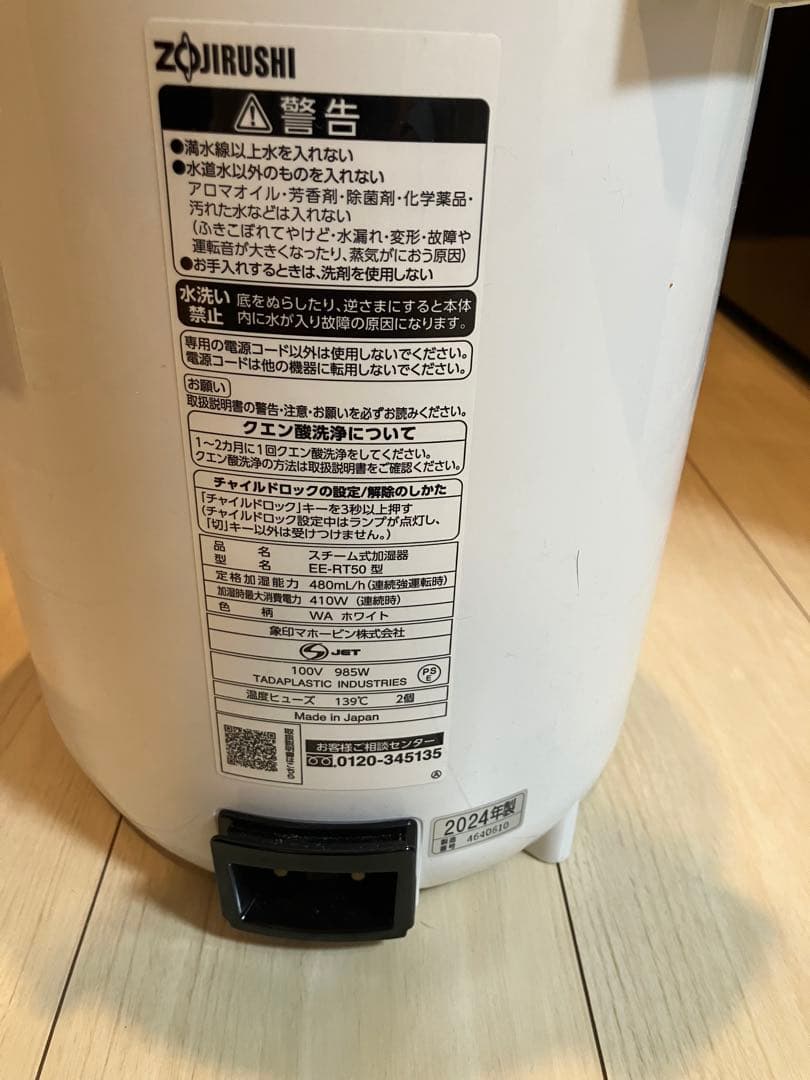 ZOJIRUSHI
警告
●満水線以上水を入れない
●水道水以外のものを入れない
アロマオイル・芳香剤・除菌剤・化学薬品・
汚れた水などは入れない
(ふきこぼれてやけど・水漏れ・変形・故障や
運転音が大きくなったり、蒸気がにおう原因)
●お手入れするときは、洗剤を使用しない
水洗い
禁止
底をぬらしたり、逆さまにすると本体
内に水が入り故障の原因になります。
専用の電源コード以外は使用しないでください。
電源コードは他の機器に転用しないでください。
お願い
取扱説明書の警告・注意・お願いを必ずお読みください。
クエン酸洗浄について
1〜2カ月に1回クエン酸洗浄をしてください。
クエン酸洗浄の方法は取扱説明書をご確認ください。
チャイルドロックの設定/解除のしかた
「チャイルドロック」キーを3秒以上押す
(チャイルドロック設定中はランプが点灯し、
「切」キー以外は受けつけません。)
品名 スチーム式加湿器
型名 EE-RT50 型
定格加湿能力 480mL/h (連続強運転時)
加湿時最大消費電力 410W (連続時)
色柄 WA ホワイト
象印マホービン株式会社
S JET
100V 985W
TADAPLASTIC INDUSTRIES
PS
E
温度ヒューズ 139℃ 2個
Made in Japan
取扱説明書はこちら
お客様ご相談センター
0120-345135
Ⓐ
2024年製
製造
番号
4640610